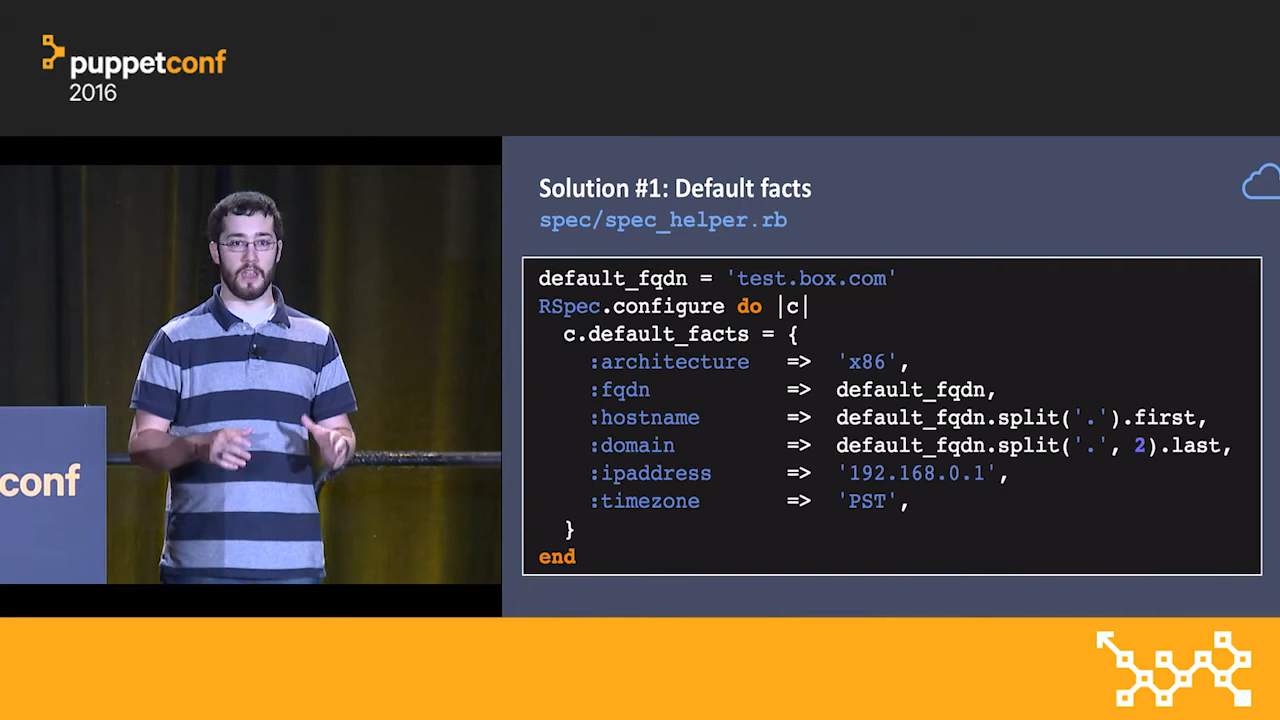 puppetconf
2016
conf
Solution #1: Default facts
spec/spec_helper.rb
default_fqdn = 'test.box.com'
RSpec.configure do |c|
c.default_facts = {
:architecture => 'x86',
:fqdn => default_fqdn,
:hostname => default_fqdn.split('.').first,
:domain => default_fqdn.split('.', 2).last,
:ipaddress => '192.168.0.1',
:timezone => 'PST',
}
end